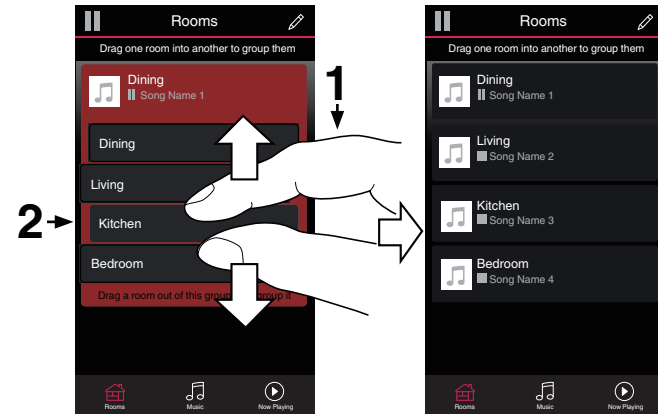 Rooms
Drag one room into another to group them
Dining
Song Name 1
Dining
Living
Kitchen
Bedroom
Drag a room out of this group
group it
Rooms
Music
Now Playing
1
2
Rooms
Drag one room into another to group them
Dining
Song Name 1
Living
Song Name 2
Kitchen
Song Name 3
Bedroom
Song Name 4
Rooms
Music
Now Playing